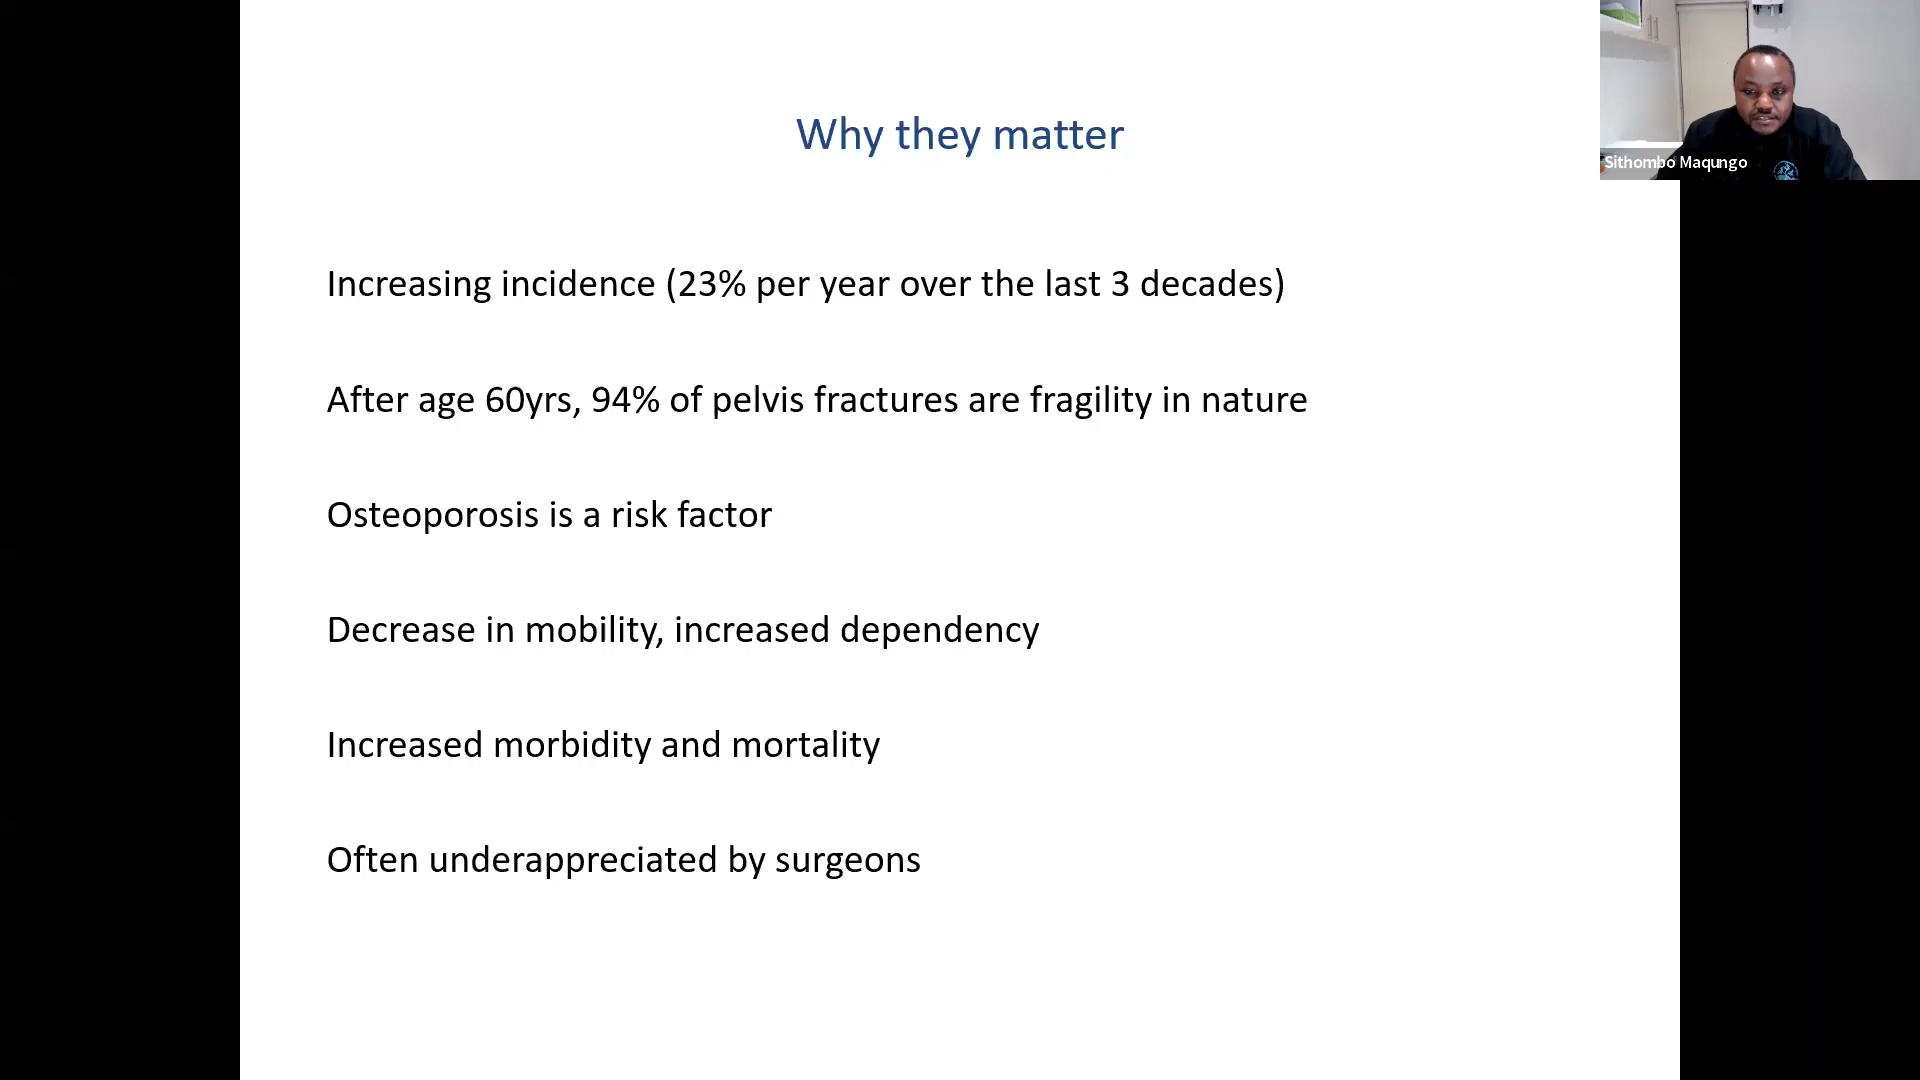 Why they matter
Sithombo Maqungo
Increasing incidence (23% per year over the last 3 decades)
After age 60yrs, 94% of pelvis fractures are fragility in nature
Osteoporosis is a risk factor
Decrease in mobility, increased dependency
Increased morbidity and mortality
Often underappreciated by surgeons